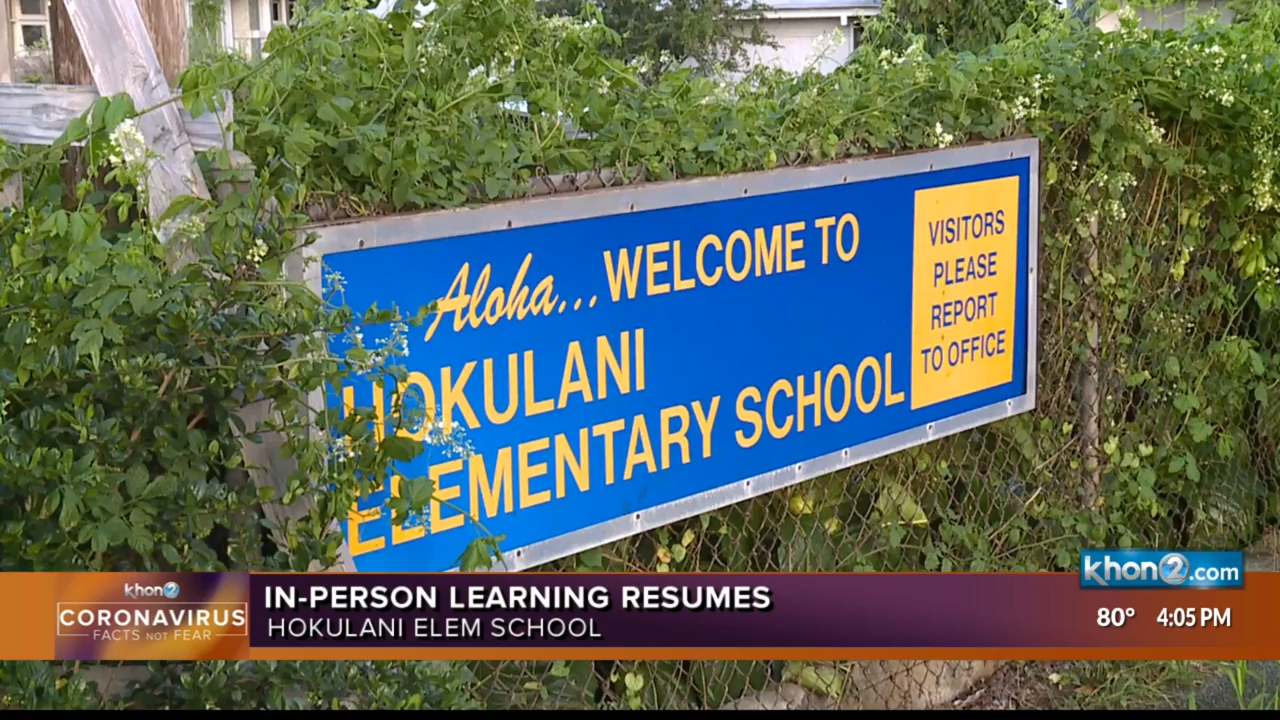 Aloha... WELCOME TO
HOKULANI
ELEMENTARY SCHOOL
VISITORS
PLEASE
REPORT
TO OFFICE
khon2.com
khon2
CORONAVIRUS
FACTS NOT FEAR
IN-PERSON LEARNING RESUMES
HOKULANI ELEM SCHOOL
80° 4:05 PM